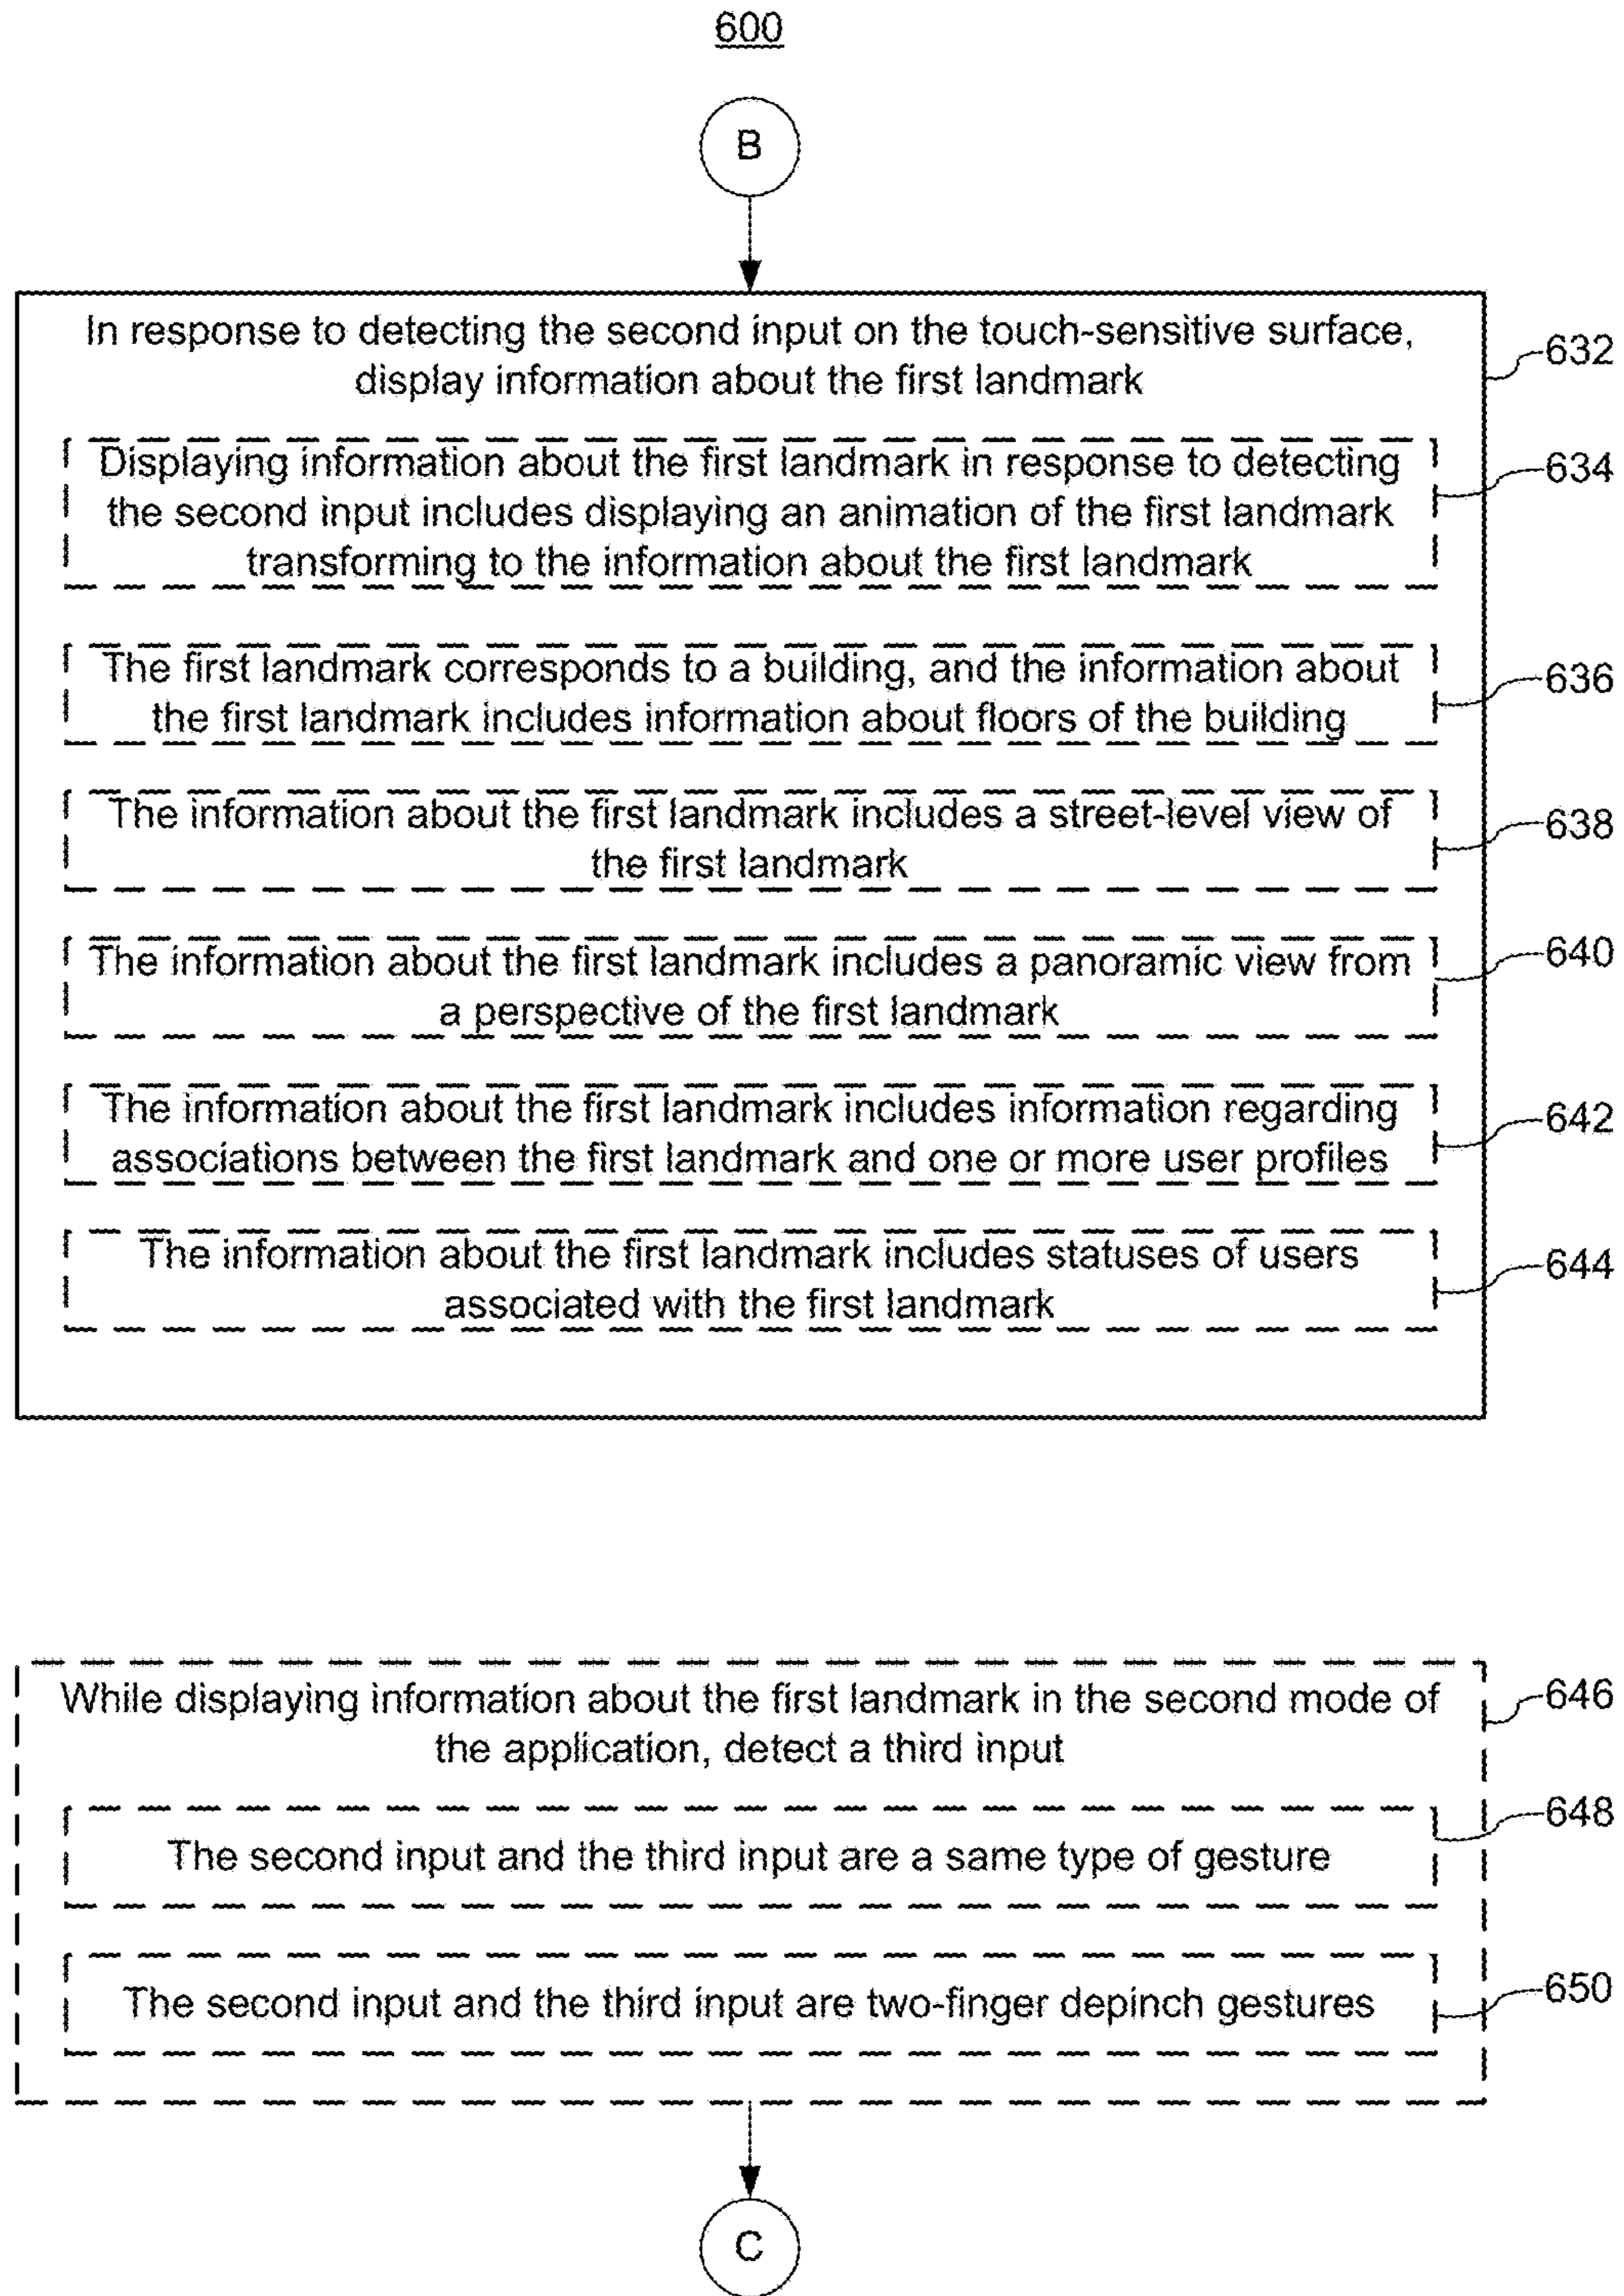 600
B
In response to detecting the second input on the touch-sensitive surface,
display information about the first landmark
632
Displaying information about the first landmark in response to detecting
the second input includes displaying an animation of the first landmark
transforming to the information about the first landmark
634
The first landmark corresponds to a building, and the information about
the first landmark includes information about floors of the building
636
The information about the first landmark includes a street-level view of
the first landmark
638
The information about the first landmark includes a panoramic view from
a perspective of the first landmark
640
The information about the first landmark includes information regarding
associations between the first landmark and one or more user profiles
642
The information about the first landmark includes statuses of users
associated with the first landmark
644
While displaying information about the first landmark in the second mode of
the application, detect a third input
646
The second input and the third input are a same type of gesture
648
The second input and the third input are two-finger depinch gestures
650
C